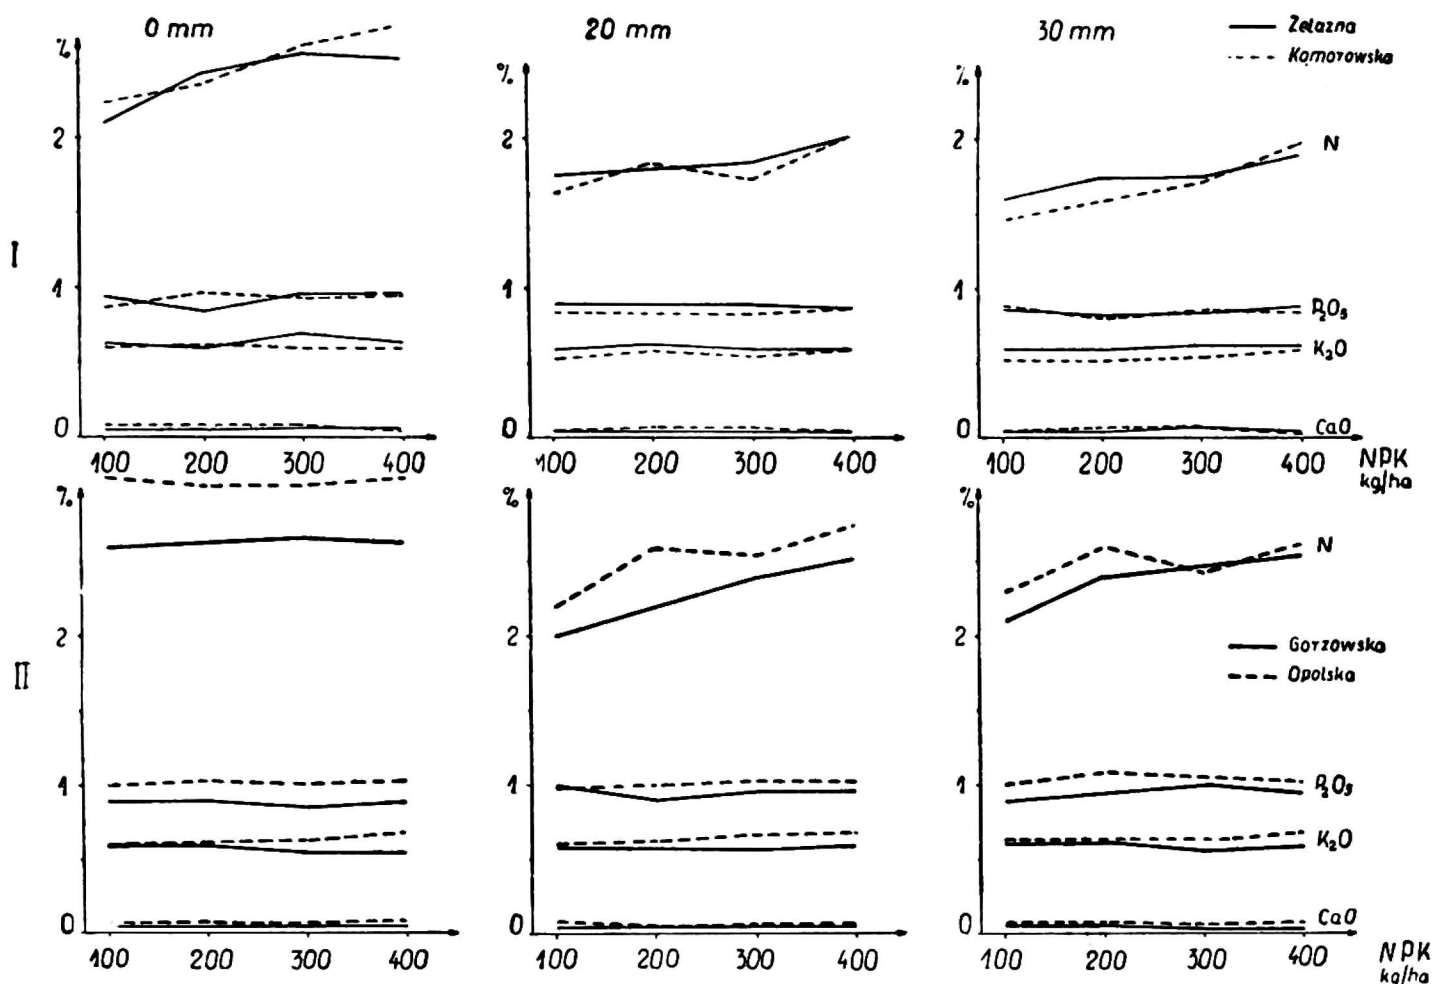 0 mm 20 mm 30 mm
Żelazna
Komorowska
% % %
2 2 2 N
I
1 1 1
P₂O₅
K₂O
0 0 0 CaO
100 200 300 400 100 200 300 400 100 200 300 400 NPK
kg/ha
% % %
N
2 2 2
Gorzowska
II Opolska
1 1 1 P₂O₅
K₂O
0 0 0 CaO
100 200 300 400 100 200 300 400 100 200 300 400 NPK
kg/ha